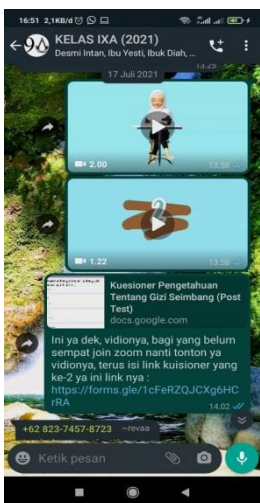 16:51 2,1KB/d
KELAS IXA (2021)
Desmi Intan, Ibu Yesti, Ibuk Diah, ...
13.25
17 Juli 2021
2.00
13.58
1.22
13.58
Kuesioner Pengetahuan
Tentang Gizi Seimbang (Post
Test)
docs.google.com
Ini ya dek, vidionya, bagi yang belum
sempat join zoom nanti tonton ya
vidionya, terus isi link kuisioner yang
ke-2 ya ini link nya :
https://forms.gle/1cFeRZQJCXg6HC
rRA
14.02
+62 823-7457-8723 ~revaa
Ketik pesan